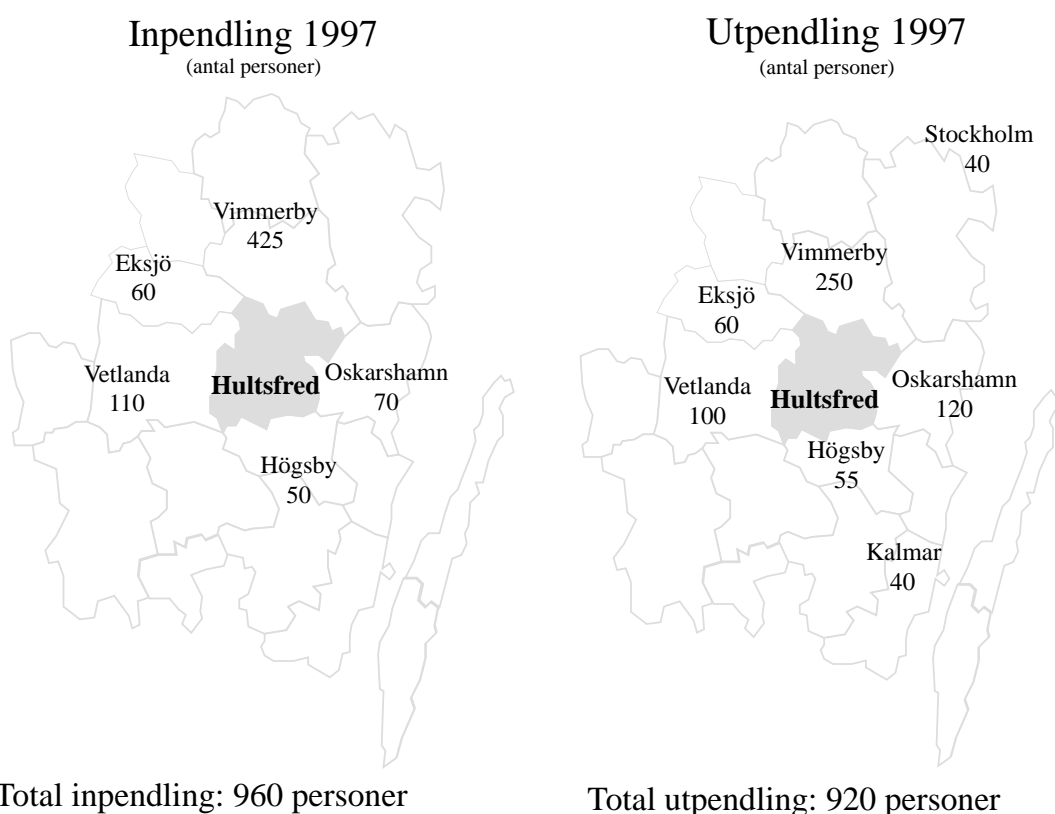 Inpendling 1997
(antal personer)
Vimmerby
425
Eksjö
60
Vetlanda
110
Hultsfred
Oskarshamn
70
Högsby
50
Total inpendling: 960 personer
Utpendling 1997
(antal personer)
Stockholm
40
Vimmerby
250
Eksjö
60
Vetlanda
100
Hultsfred
Oskarshamn
120
Högsby
55
Kalmar
40
Total utpendling: 920 personer